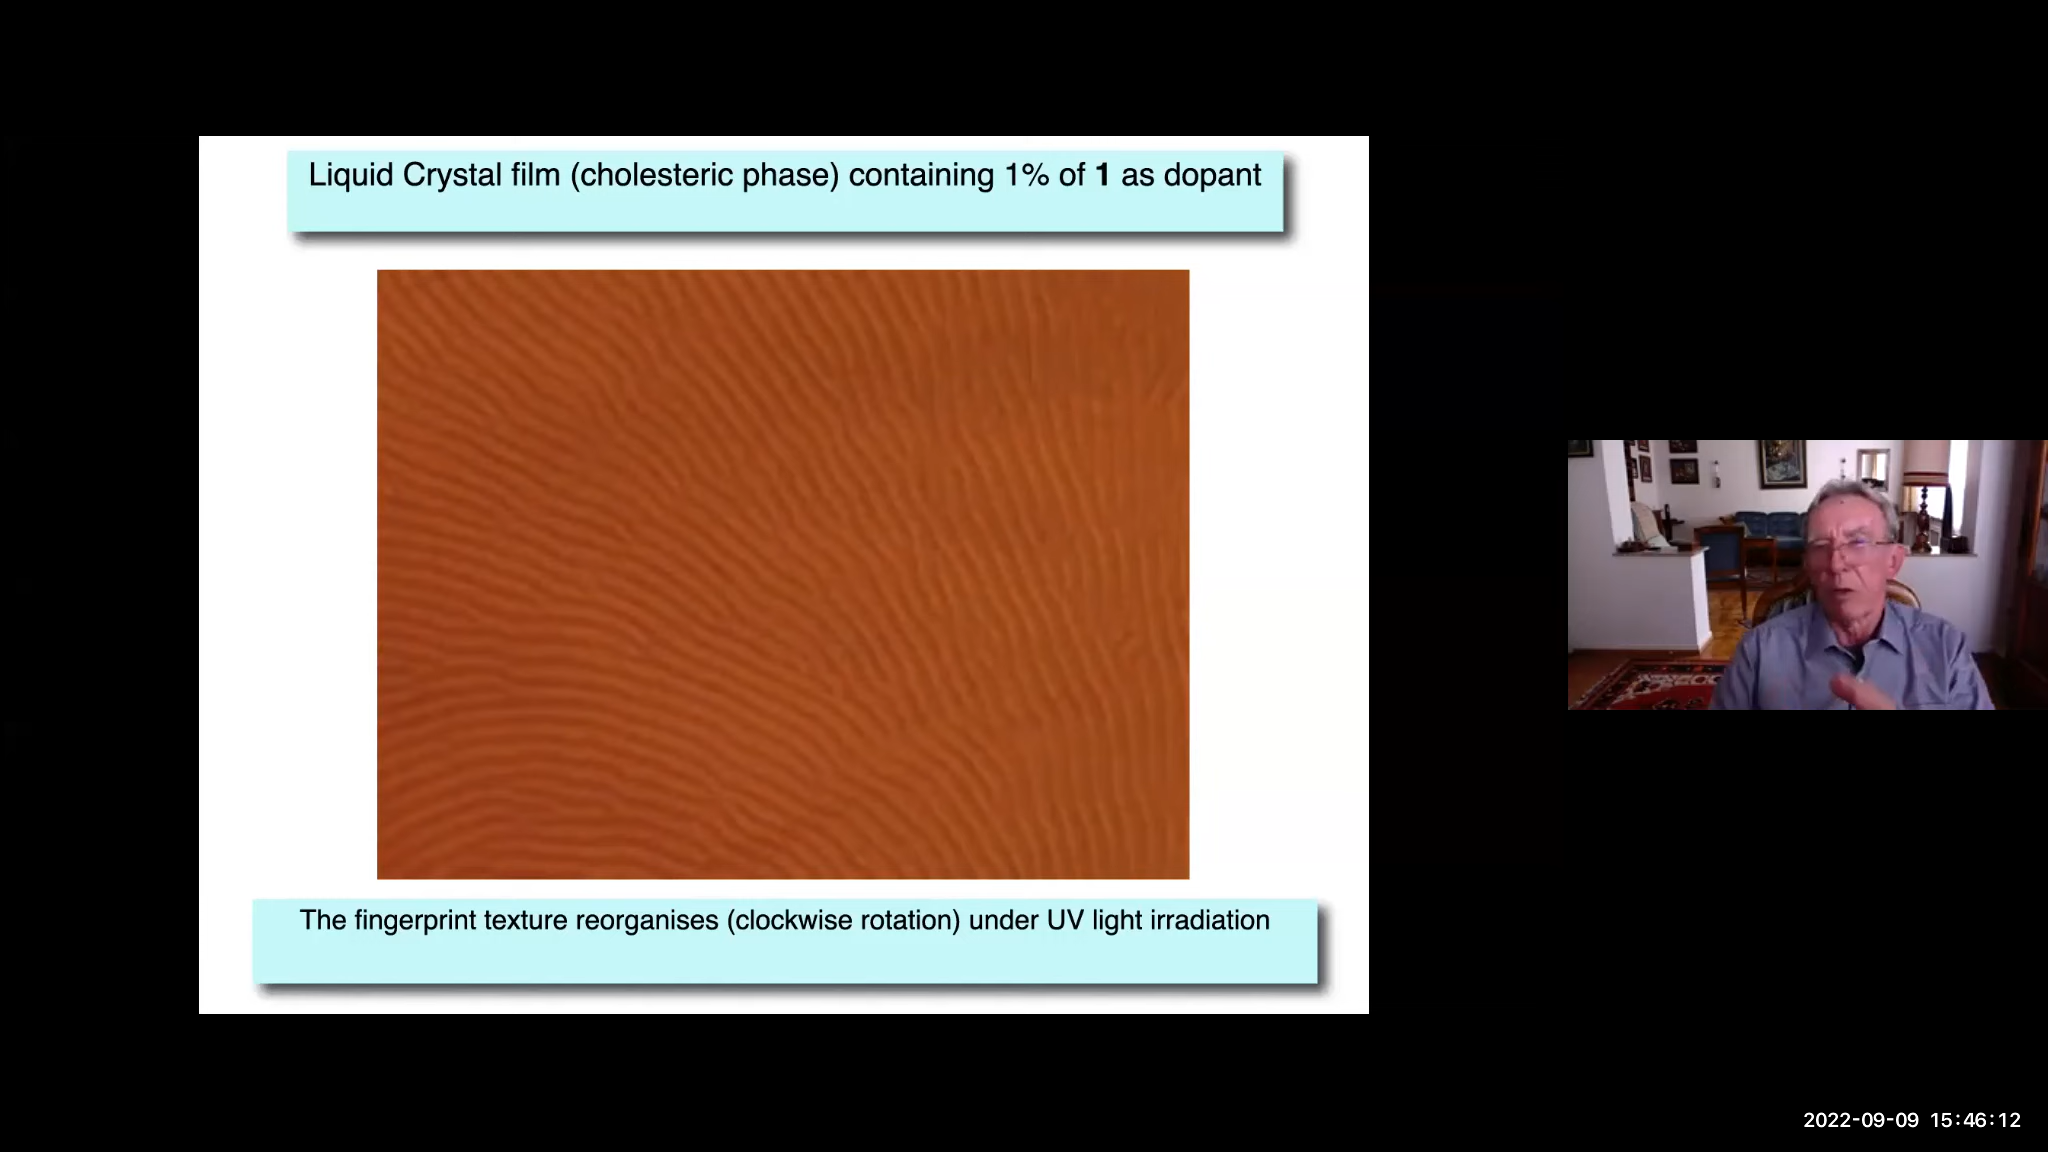 Liquid Crystal film (cholesteric phase) containing 1% of 1 as dopant
The fingerprint texture reorganises (clockwise rotation) under UV light irradiation
2022-09-09 15:46:12